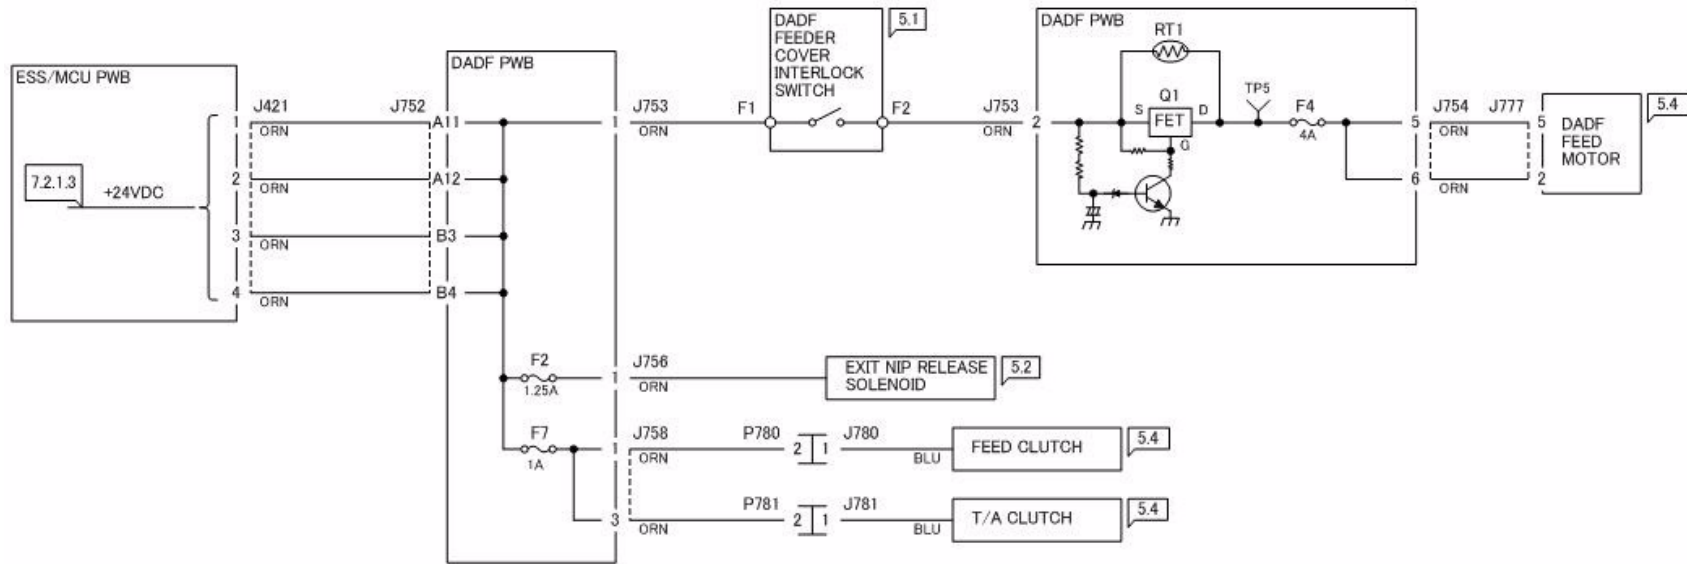 ESS/MCU PWB
7.2.1.3
+24VDC
1
2
3
4
J421
J752
ORN
ORN
ORN
ORN
DADF PWB
A11
A12
B3
B4
F2
1.25A
F7
1A
1
1
1
3
J753
ORN
F1
DADF
FEEDER
COVER
INTERLOCK
SWITCH
5.1
F2
J753
ORN
DADF PWB
2
RT1
Q1
S
FET
D
G
TP5
F4
4A
5
6
J754
J777
ORN
ORN
5
2
DADF
FEED
MOTOR
5.4
J756
ORN
EXIT NIP RELEASE
SOLENOID
5.2
J758
ORN
P780
2
1
J780
BLU
FEED CLUTCH
5.4
ORN
P781
2
1
J781
BLU
T/A CLUTCH
5.4